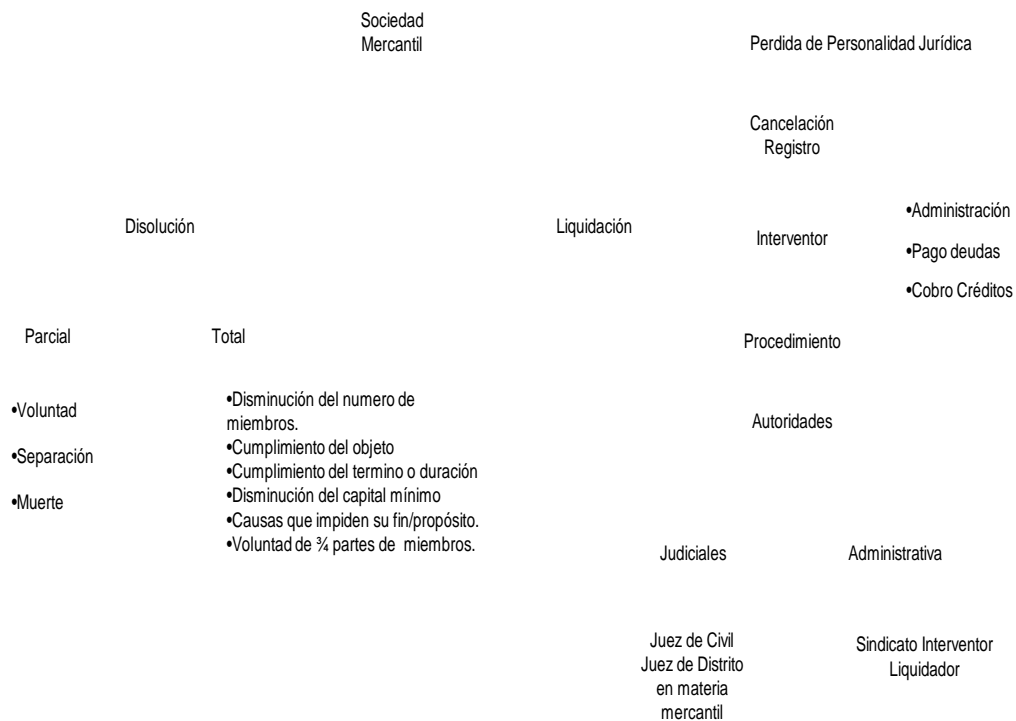 Sociedad
Mercantil
Perdida de Personalidad Jurídica
Cancelación
Registro
Disolución
Liquidación
Interventor
•Administración
•Pago deudas
•Cobro Créditos
Parcial
Total
Procedimiento
•Voluntad
•Separación
•Muerte
•Disminución del numero de
miembros.
•Cumplimiento del objeto
•Cumplimiento del termino o duración
•Disminución del capital mínimo
•Causas que impiden su fin/propósito.
•Voluntad de ¾ partes de miembros.
Autoridades
Judiciales
Administrativa
Juez de Civil
Juez de Distrito
en materia
mercantil
Sindicato Interventor
Liquidador